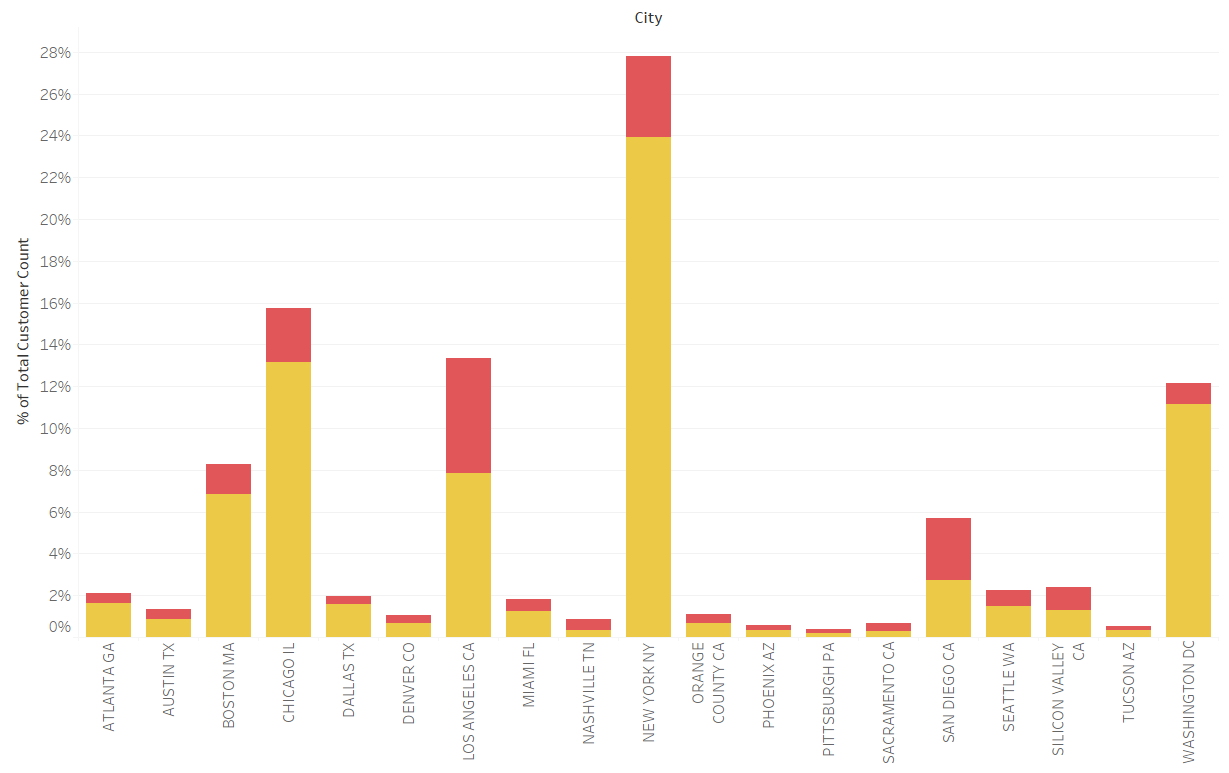 City
% of Total Customer Count
28%
26%
24%
22%
20%
18%
16%
14%
12%
10%
8%
6%
4%
2%
0%
ATLANTA GA
AUSTIN TX
BOSTON MA
CHICAGO IL
DALLAS TX
DENVER CO
LOS ANGELES CA
MIAMI FL
NASHVILLE TN
NEW YORK NY
ORANGE
COUNTY CA
PHOENIX AZ
PITTSBURGH PA
SACRAMENTO CA
SAN DIEGO CA
SEATTLE WA
SILICON VALLEY
CA
TUCSON AZ
WASHINGTON DC